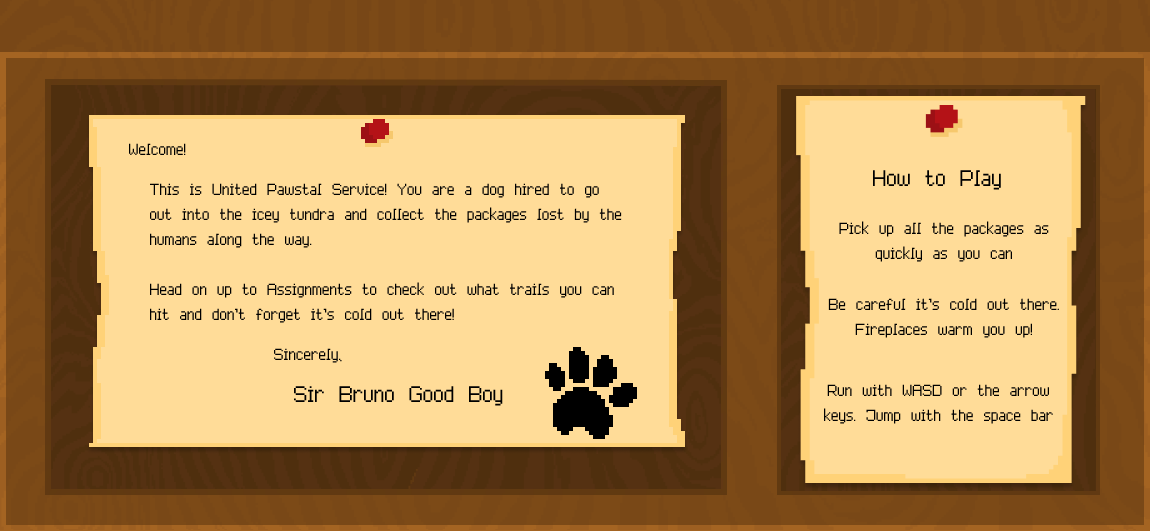 Welcome!
This is United Pawstal Service! You are a dog hired to go
out into the icey tundra and collect the packages lost by the
humans along the way.
Head on up to Assignments to check out what trails you can
hit and don't forget it's cold out there!
Sincerely,
Sir Bruno Good Boy
How to Play
Pick up all the packages as
quickly as you can
Be careful it's cold out there.
Fireplaces warm you up!
Run with WASD or the arrow
keys. Jump with the space bar